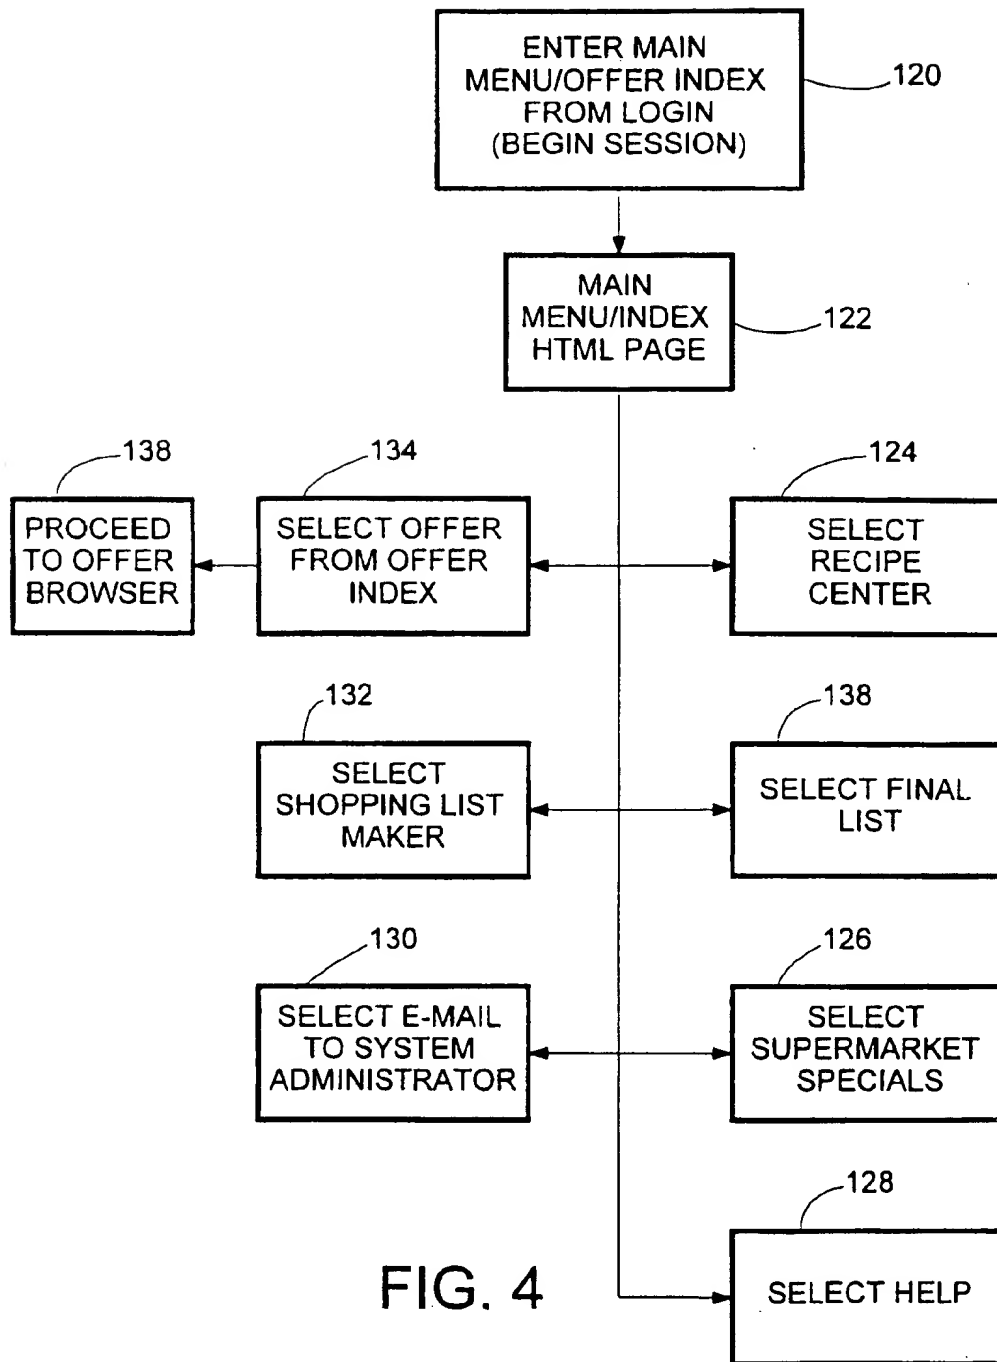 ENTER MAIN
MENU/OFFER INDEX
FROM LOGIN
(BEGIN SESSION)
120
MAIN
MENU/INDEX
HTML PAGE
122
138
PROCEED
TO OFFER
BROWSER
134
SELECT OFFER
FROM OFFER
INDEX
124
SELECT
RECIPE
CENTER
132
SELECT
SHOPPING LIST
MAKER
138
SELECT FINAL
LIST
130
SELECT E-MAIL
TO SYSTEM
ADMINISTRATOR
126
SELECT
SUPERMARKET
SPECIALS
128
SELECT HELP
FIG. 4